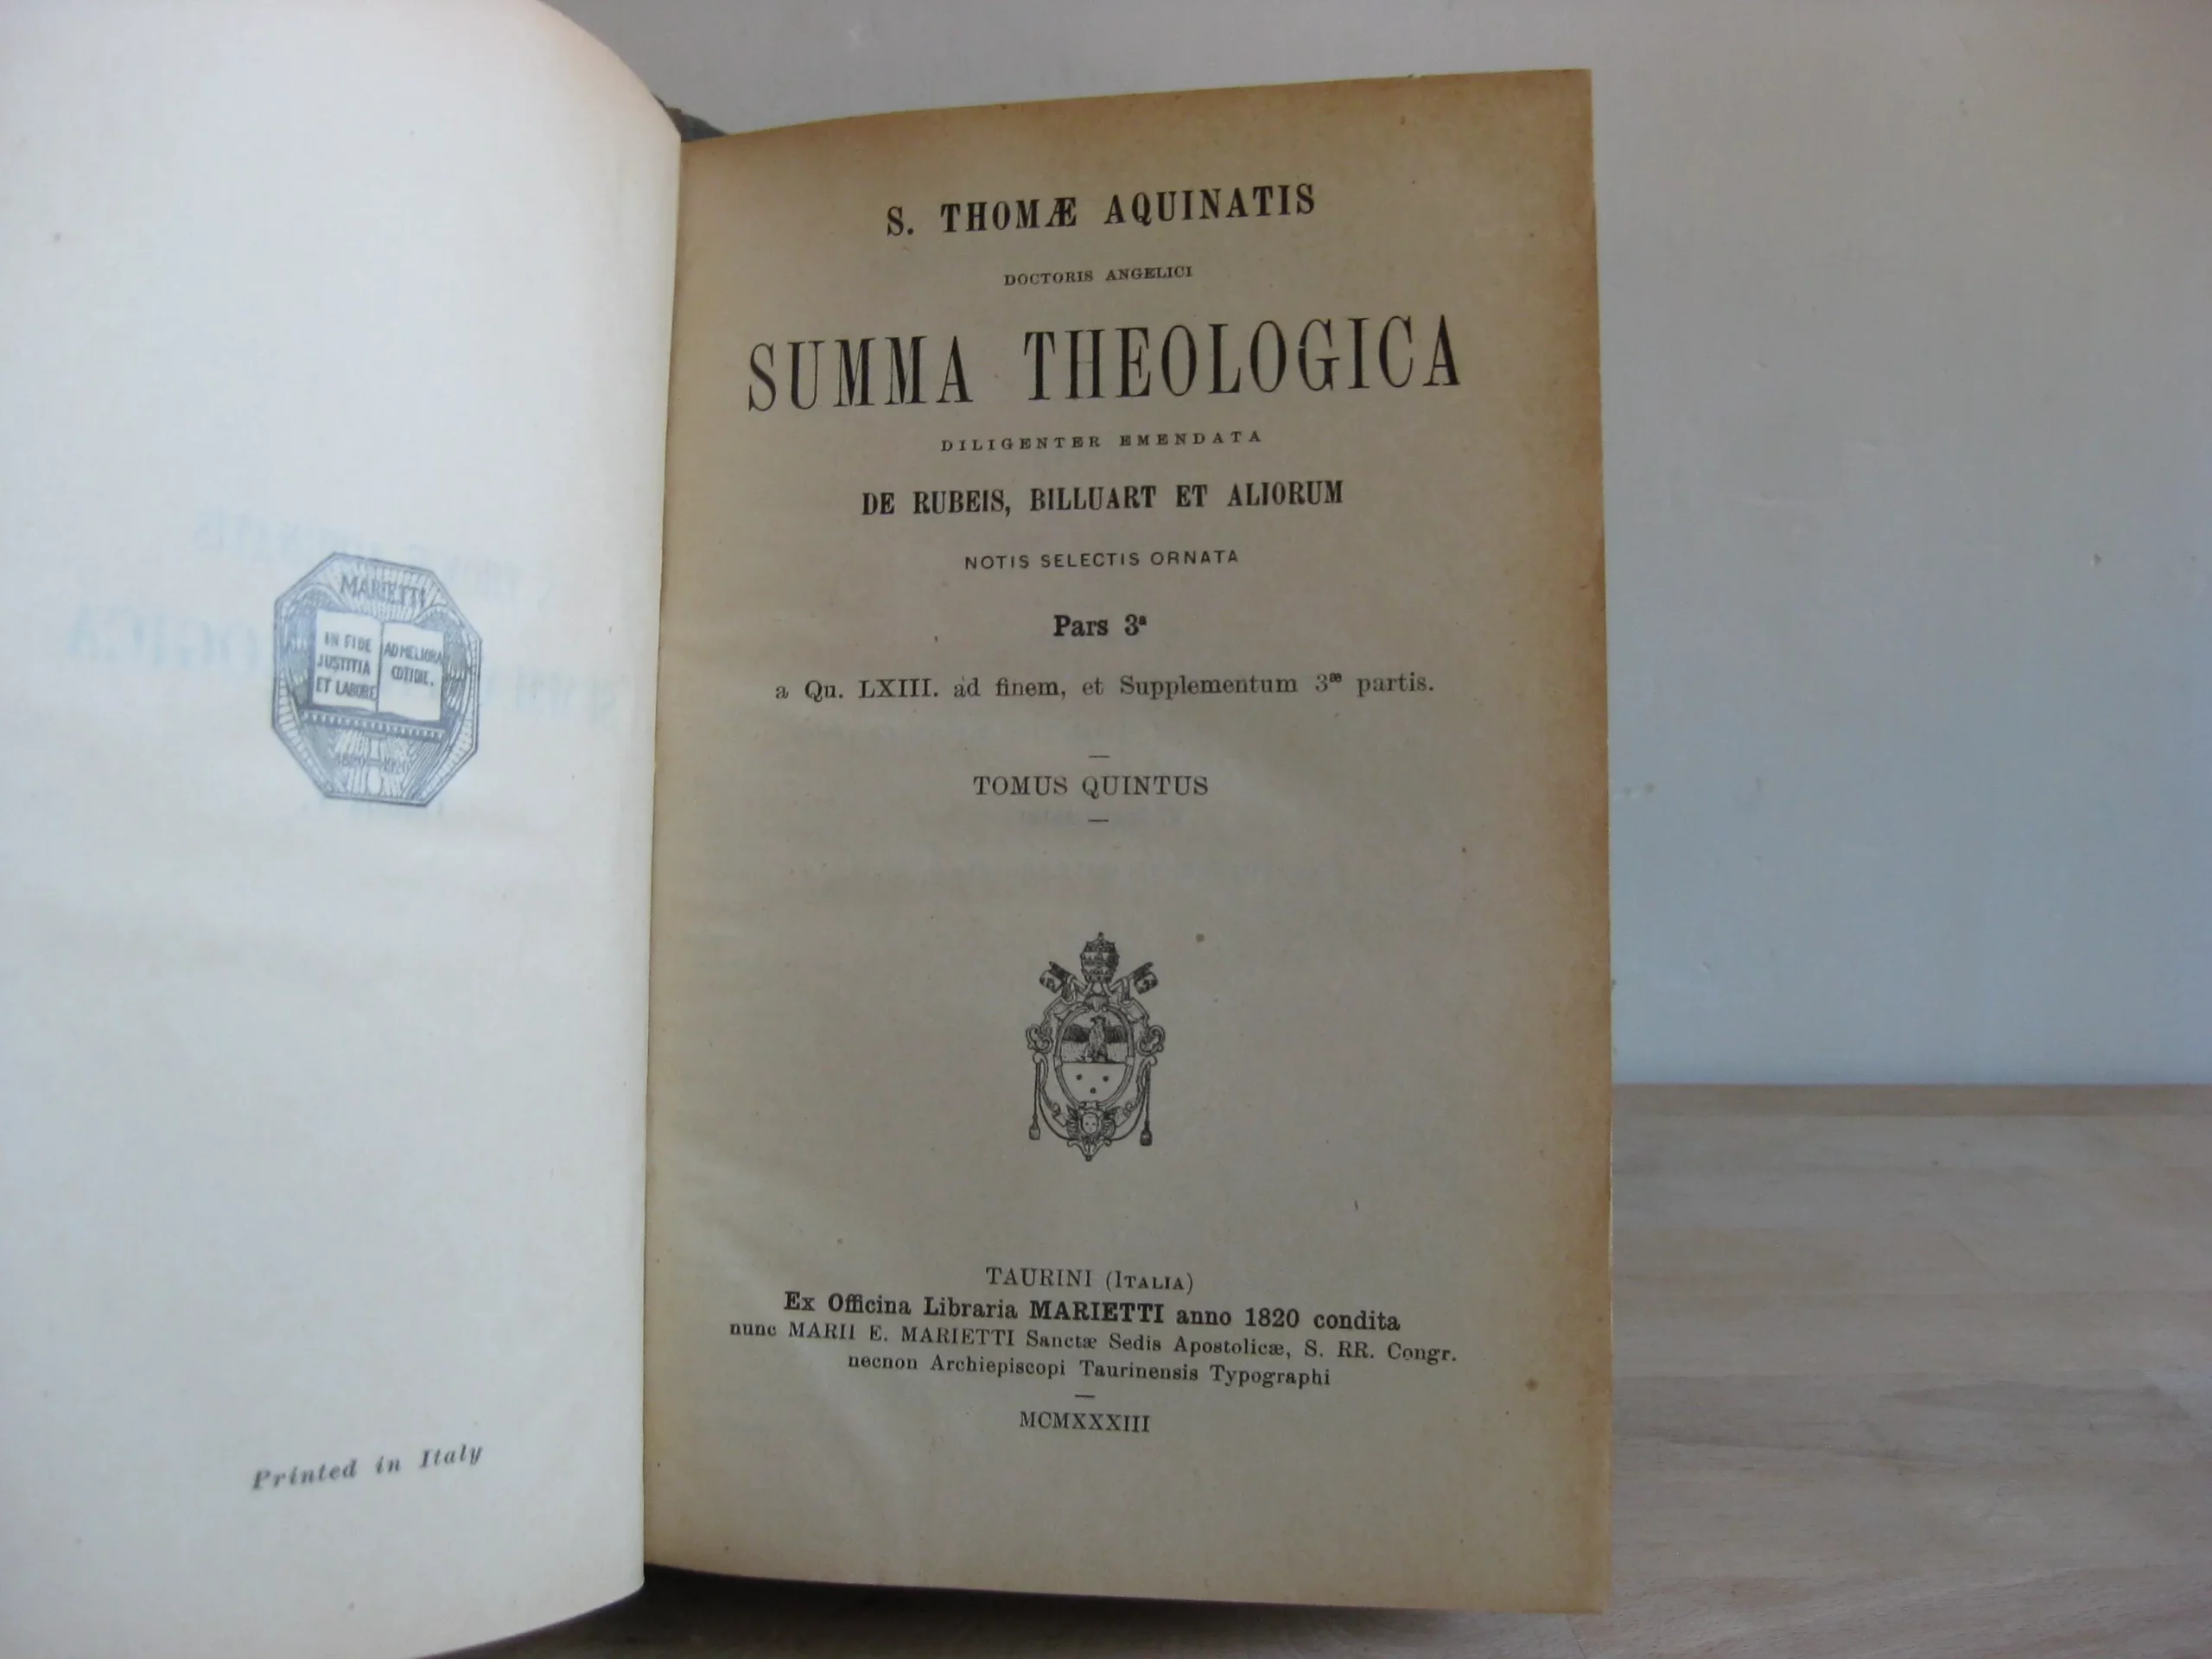 MARIETTI
IN FIDE
JUSTITIA
ET LABORE
AD MELIORA
COTIDIE.
1820-1920
Printed in Italy
S. THOMÆ AQUINATIS
DOCTORIS ANGELICI
SUMMA THEOLOGICA
DILIGENTER EMENDATA
DE RUBEIS, BILLUART ET ALIORUM
NOTIS SELECTIS ORNATA
Pars 3ª
a Qu. LXIII. ad finem, et Supplementum 3æ partis.
TOMUS QUINTUS
TAURINI (ITALIA)
Ex Officina Libraria MARIETTI anno 1820 condita
nunc MARII E. MARIETTI Sanctæ Sedis Apostolicæ, S. RR. Congr.
necnon Archiepiscopi Taurinensis Typographi
MCMXXXIII